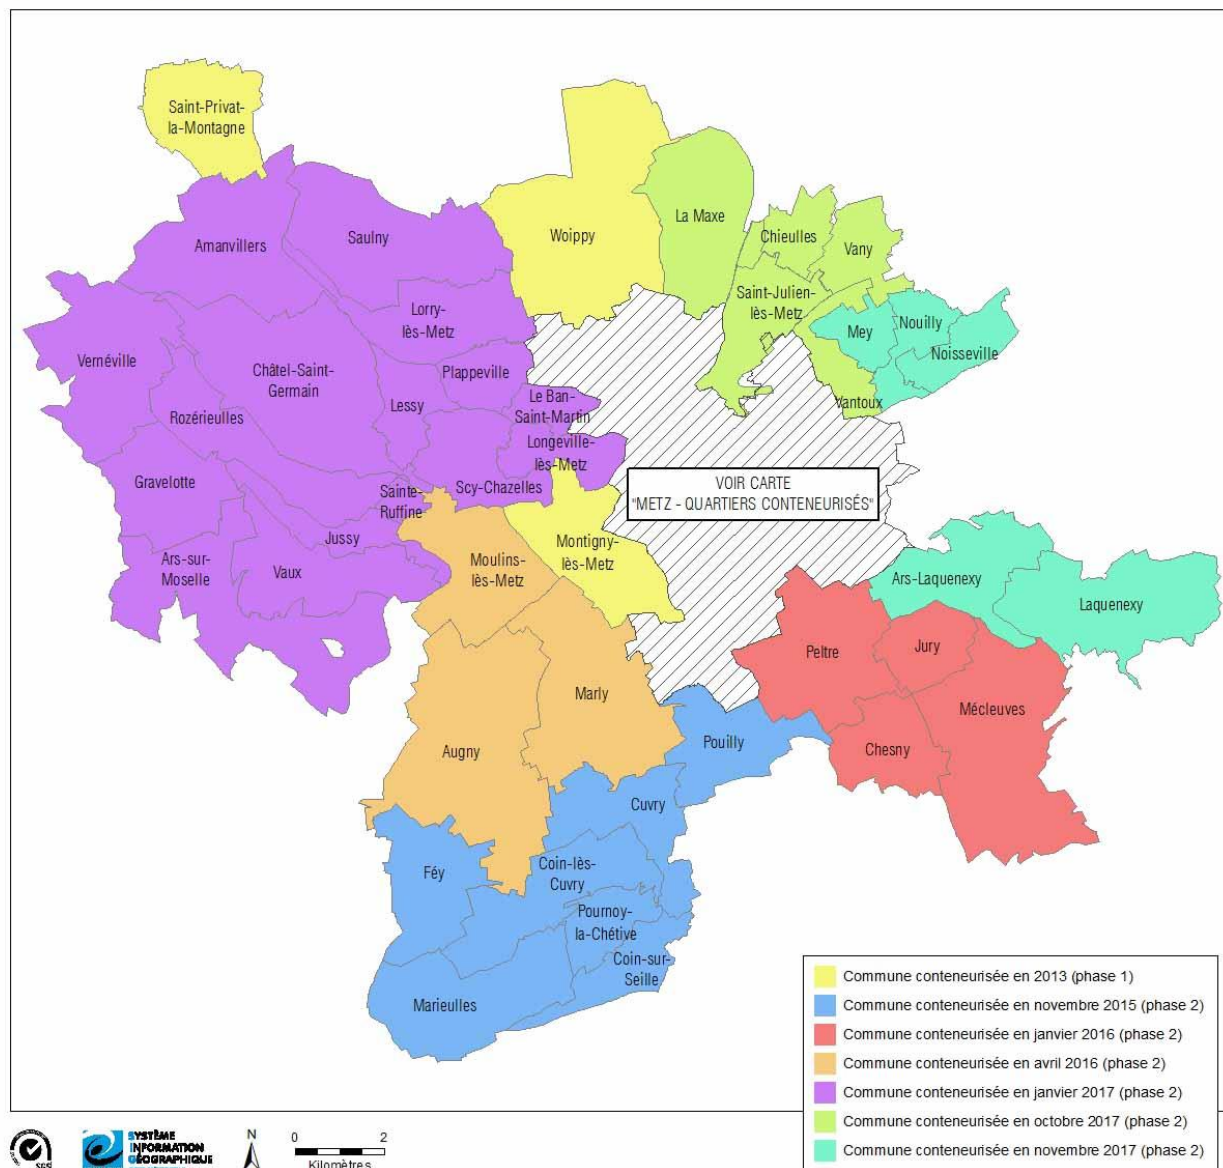 Saint-Privat-
la-Montagne
Woippy
La Maxe
Amanvillers
Saulny
Chieulles
Vany
Saint-Julien-
lès-Metz
Lorry-
lès-Metz
Mey
Nouilly
Noisseville
Vernéville
Châtel-Saint-
Germain
Plappeville
Rozérieulles
Lessy
Le Ban-
Saint-Martin
Vantoux
Longeville-
lès-Metz
Gravelotte
Scy-Chazelles
Sainte-
Ruffine
VOIR CARTE
"METZ - QUARTIERS CONTENEURISÉS"
Jussy
Montigny-
lès-Metz
Ars-sur-
Moselle
Vaux
Moulins-
lès-Metz
Ars-Laquenexy
Laquenexy
Peltre
Jury
Marly
Mécleuves
Augny
Pouilly
Chesny
Cuvry
Féy
Coin-lès-
Cuvry
Pournoy-
la-Chétive
Coin-sur-
Seille
Marieulles
Commune conteneurisée en 2013 (phase 1)
Commune conteneurisée en novembre 2015 (phase 2)
Commune conteneurisée en janvier 2016 (phase 2)
Commune conteneurisée en avril 2016 (phase 2)
Commune conteneurisée en janvier 2017 (phase 2)
Commune conteneurisée en octobre 2017 (phase 2)
Commune conteneurisée en novembre 2017 (phase 2)
SGS
SYSTÈME
INFORMATION
GÉOGRAPHIQUE
N
0 2
Kilomètres